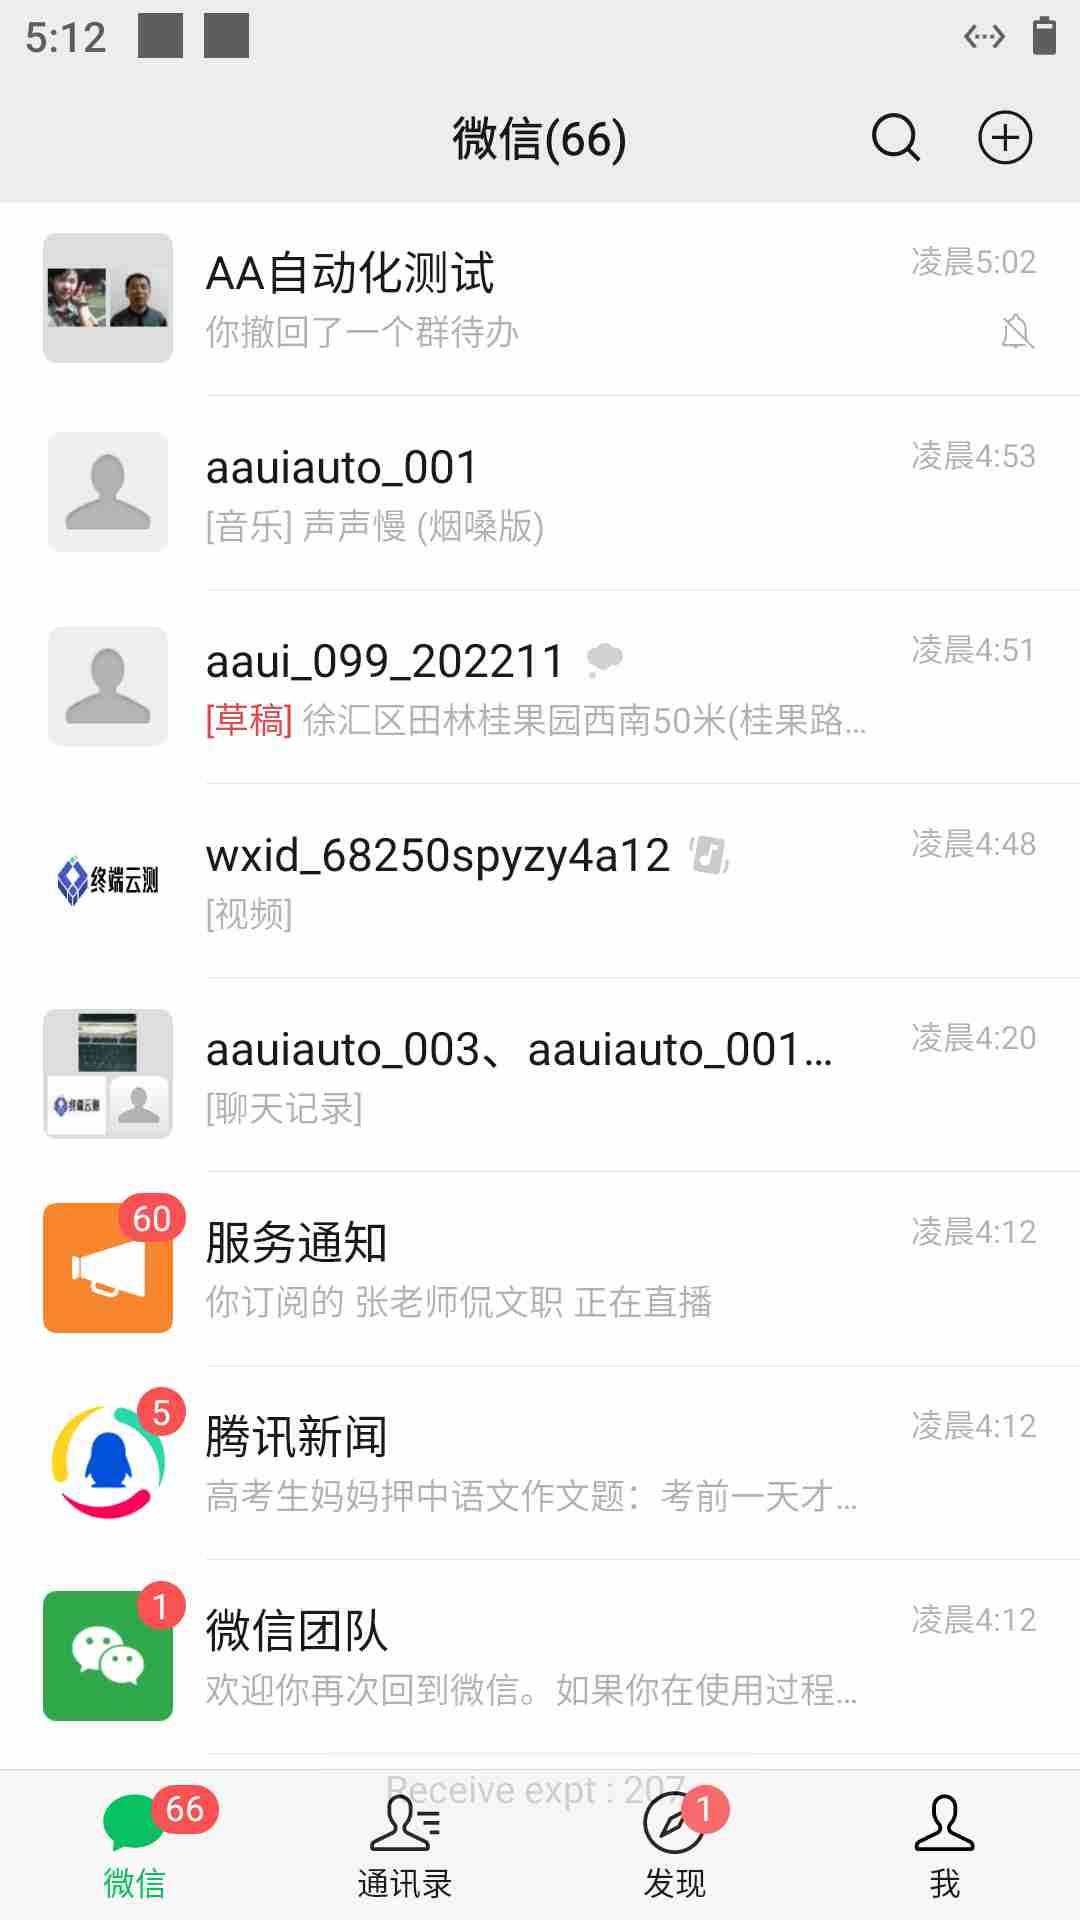 5:12
微信(66)
AA自动化测试
凌晨5:02
你撤回了一个群待办
aauiauto_001
凌晨4:53
[音乐] 声声慢 (烟嗓版)
aaui_099_202211
凌晨4:51
[草稿] 徐汇区田林桂果园西南50米(桂果路...
终端云测
wxid_68250spyzy4a12
凌晨4:48
[视频]
aauiauto_003、aauiauto_001...
凌晨4:20
终端云测
[聊天记录]
60
服务通知
凌晨4:12
你订阅的 张老师侃文职 正在直播
5
腾讯新闻
凌晨4:12
高考生妈妈押中语文作文题：考前一天才...
1
微信团队
凌晨4:12
欢迎你再次回到微信。如果你在使用过程...
Receive expt : 207
66
1
微信
通讯录
发现
我